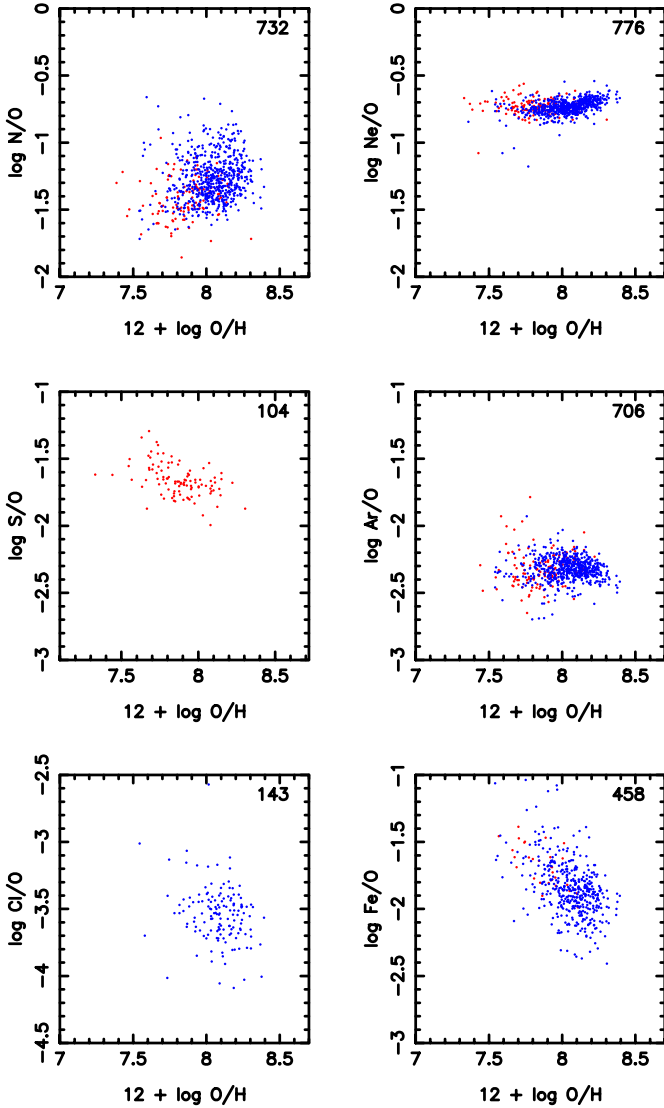 732
log N/O
0
−0.5
−1
−1.5
−2
7 7.5 8 8.5
12 + log O/H
776
log Ne/O
0
−0.5
−1
−1.5
−2
7 7.5 8 8.5
12 + log O/H
104
log S/O
−1
−1.5
−2
−2.5
−3
7.5 8 8.5
12 + log O/H
706
log Ar/O
−1
−1.5
−2
−2.5
−3
7 7.5 8 8.5
12 + log O/H
143
log Cl/O
−2.5
−3
−3.5
−4
−4.5
7 7.5 8 8.5
12 + log O/H
458
log Fe/O
−1
−1.5
−2
−2.5
−3
7 7.5 8 8.5
12 + log O/H